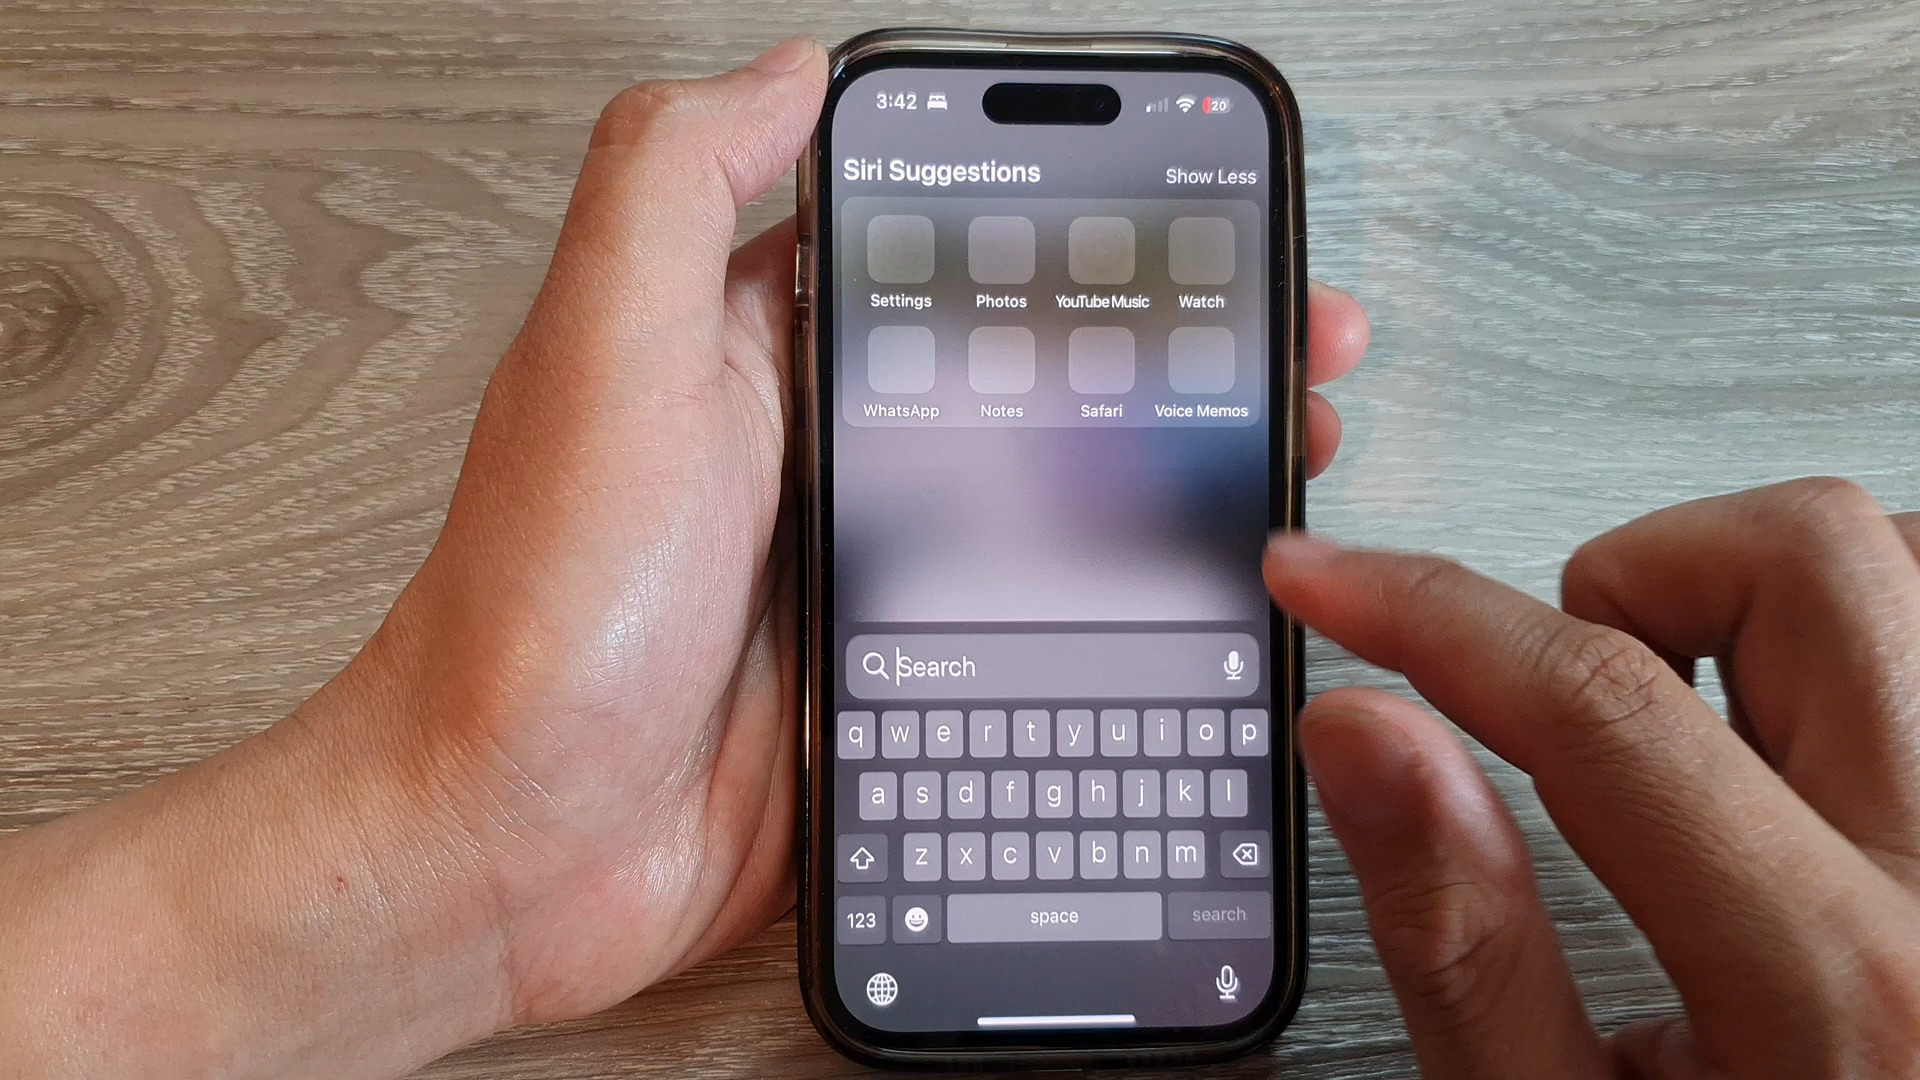 3:42 20
Siri Suggestions Show Less
Settings Photos YouTube Music Watch
WhatsApp Notes Safari Voice Memos
Search
q w e r t y u i o p
a s d f g h j k l
z x c v b n m
123 space search